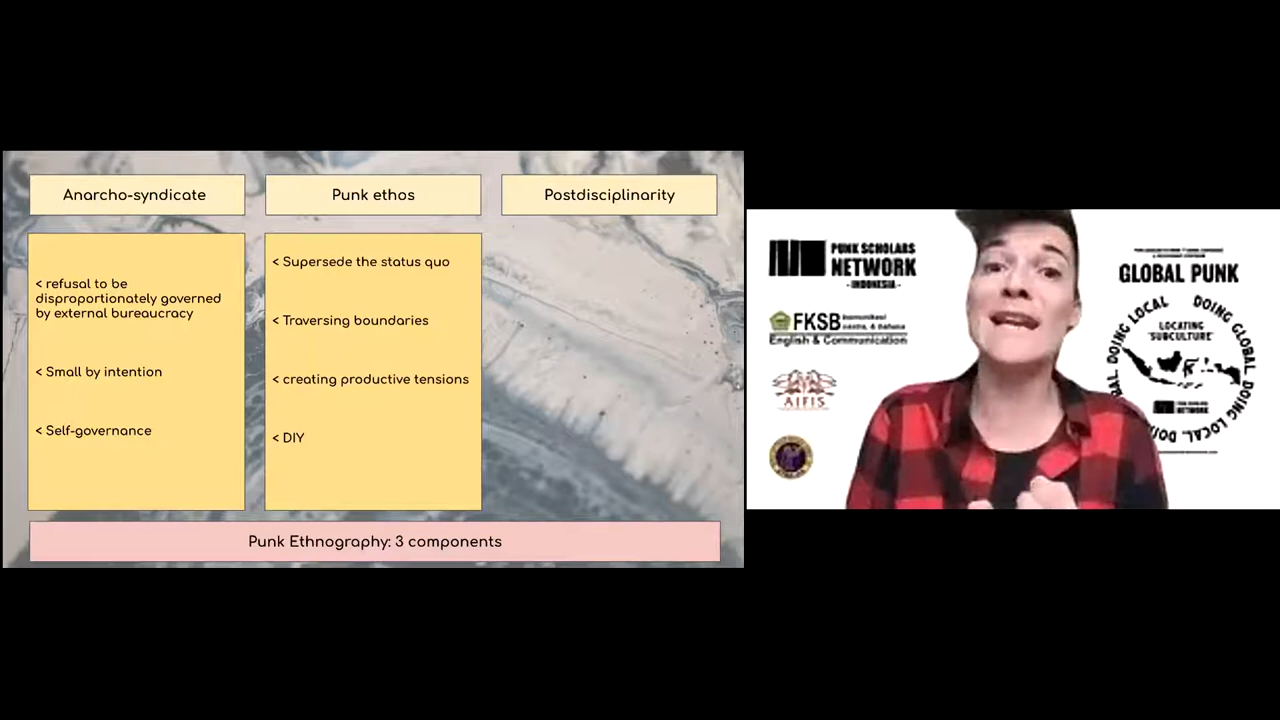 Anarcho-syndicate
Punk ethos
Postdisciplinarity
< refusal to be
disproportionately governed
by external bureaucracy
< Small by intention
< Self-governance
< Supersede the status quo
< Traversing boundaries
< creating productive tensions
< DIY
Punk Ethnography: 3 components
PUNK SCHOLARS
NETWORK
- INDONESIA -
FKSB
English & Communication
AIFIS
GLOBAL PUNK
DOING LOCAL DOING GLOBAL DOING LOCAL
LOCATING
'SUBCULTURE'
NETWORK